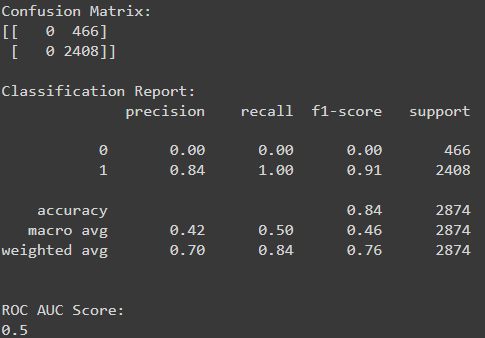 Confusion Matrix:
[[   0  466]
 [   0 2408]]
Classification Report:
              precision    recall  f1-score   support
           0       0.00      0.00      0.00       466
           1       0.84      1.00      0.91      2408
    accuracy                           0.84      2874
   macro avg       0.42      0.50      0.46      2874
weighted avg       0.70      0.84      0.76      2874
ROC AUC Score:
0.5